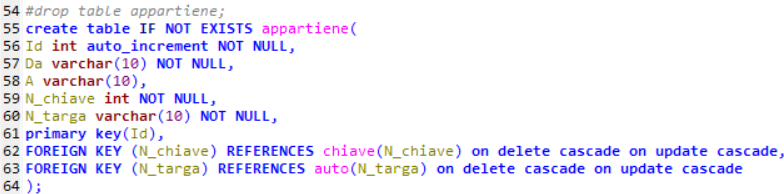 54 #drop table appartiene;
55 create table IF NOT EXISTS appartiene(
56 Id int auto_increment NOT NULL,
57 Da varchar(10) NOT NULL,
58 A varchar(10),
59 N_chiave int NOT NULL,
60 N_targa varchar(10) NOT NULL,
61 primary key(Id),
62 FOREIGN KEY (N_chiave) REFERENCES chiave(N_chiave) on delete cascade on update cascade,
63 FOREIGN KEY (N_targa) REFERENCES auto(N_targa) on delete cascade on update cascade
64 );